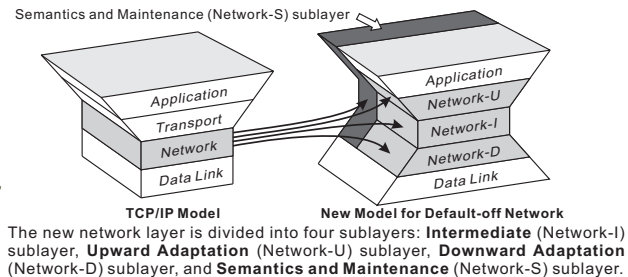 Semantics and Maintenance (Network-S) sublayer
Application
Transport
Network
Data Link
Application
Network-U
Network-I
Network-D
Data Link
TCP/IP Model
New Model for Default-off Network
The new network layer is divided into four sublayers: Intermediate (Network-I)
sublayer, Upward Adaptation (Network-U) sublayer, Downward Adaptation
(Network-D) sublayer, and Semantics and Maintenance (Network-S) sublayer.